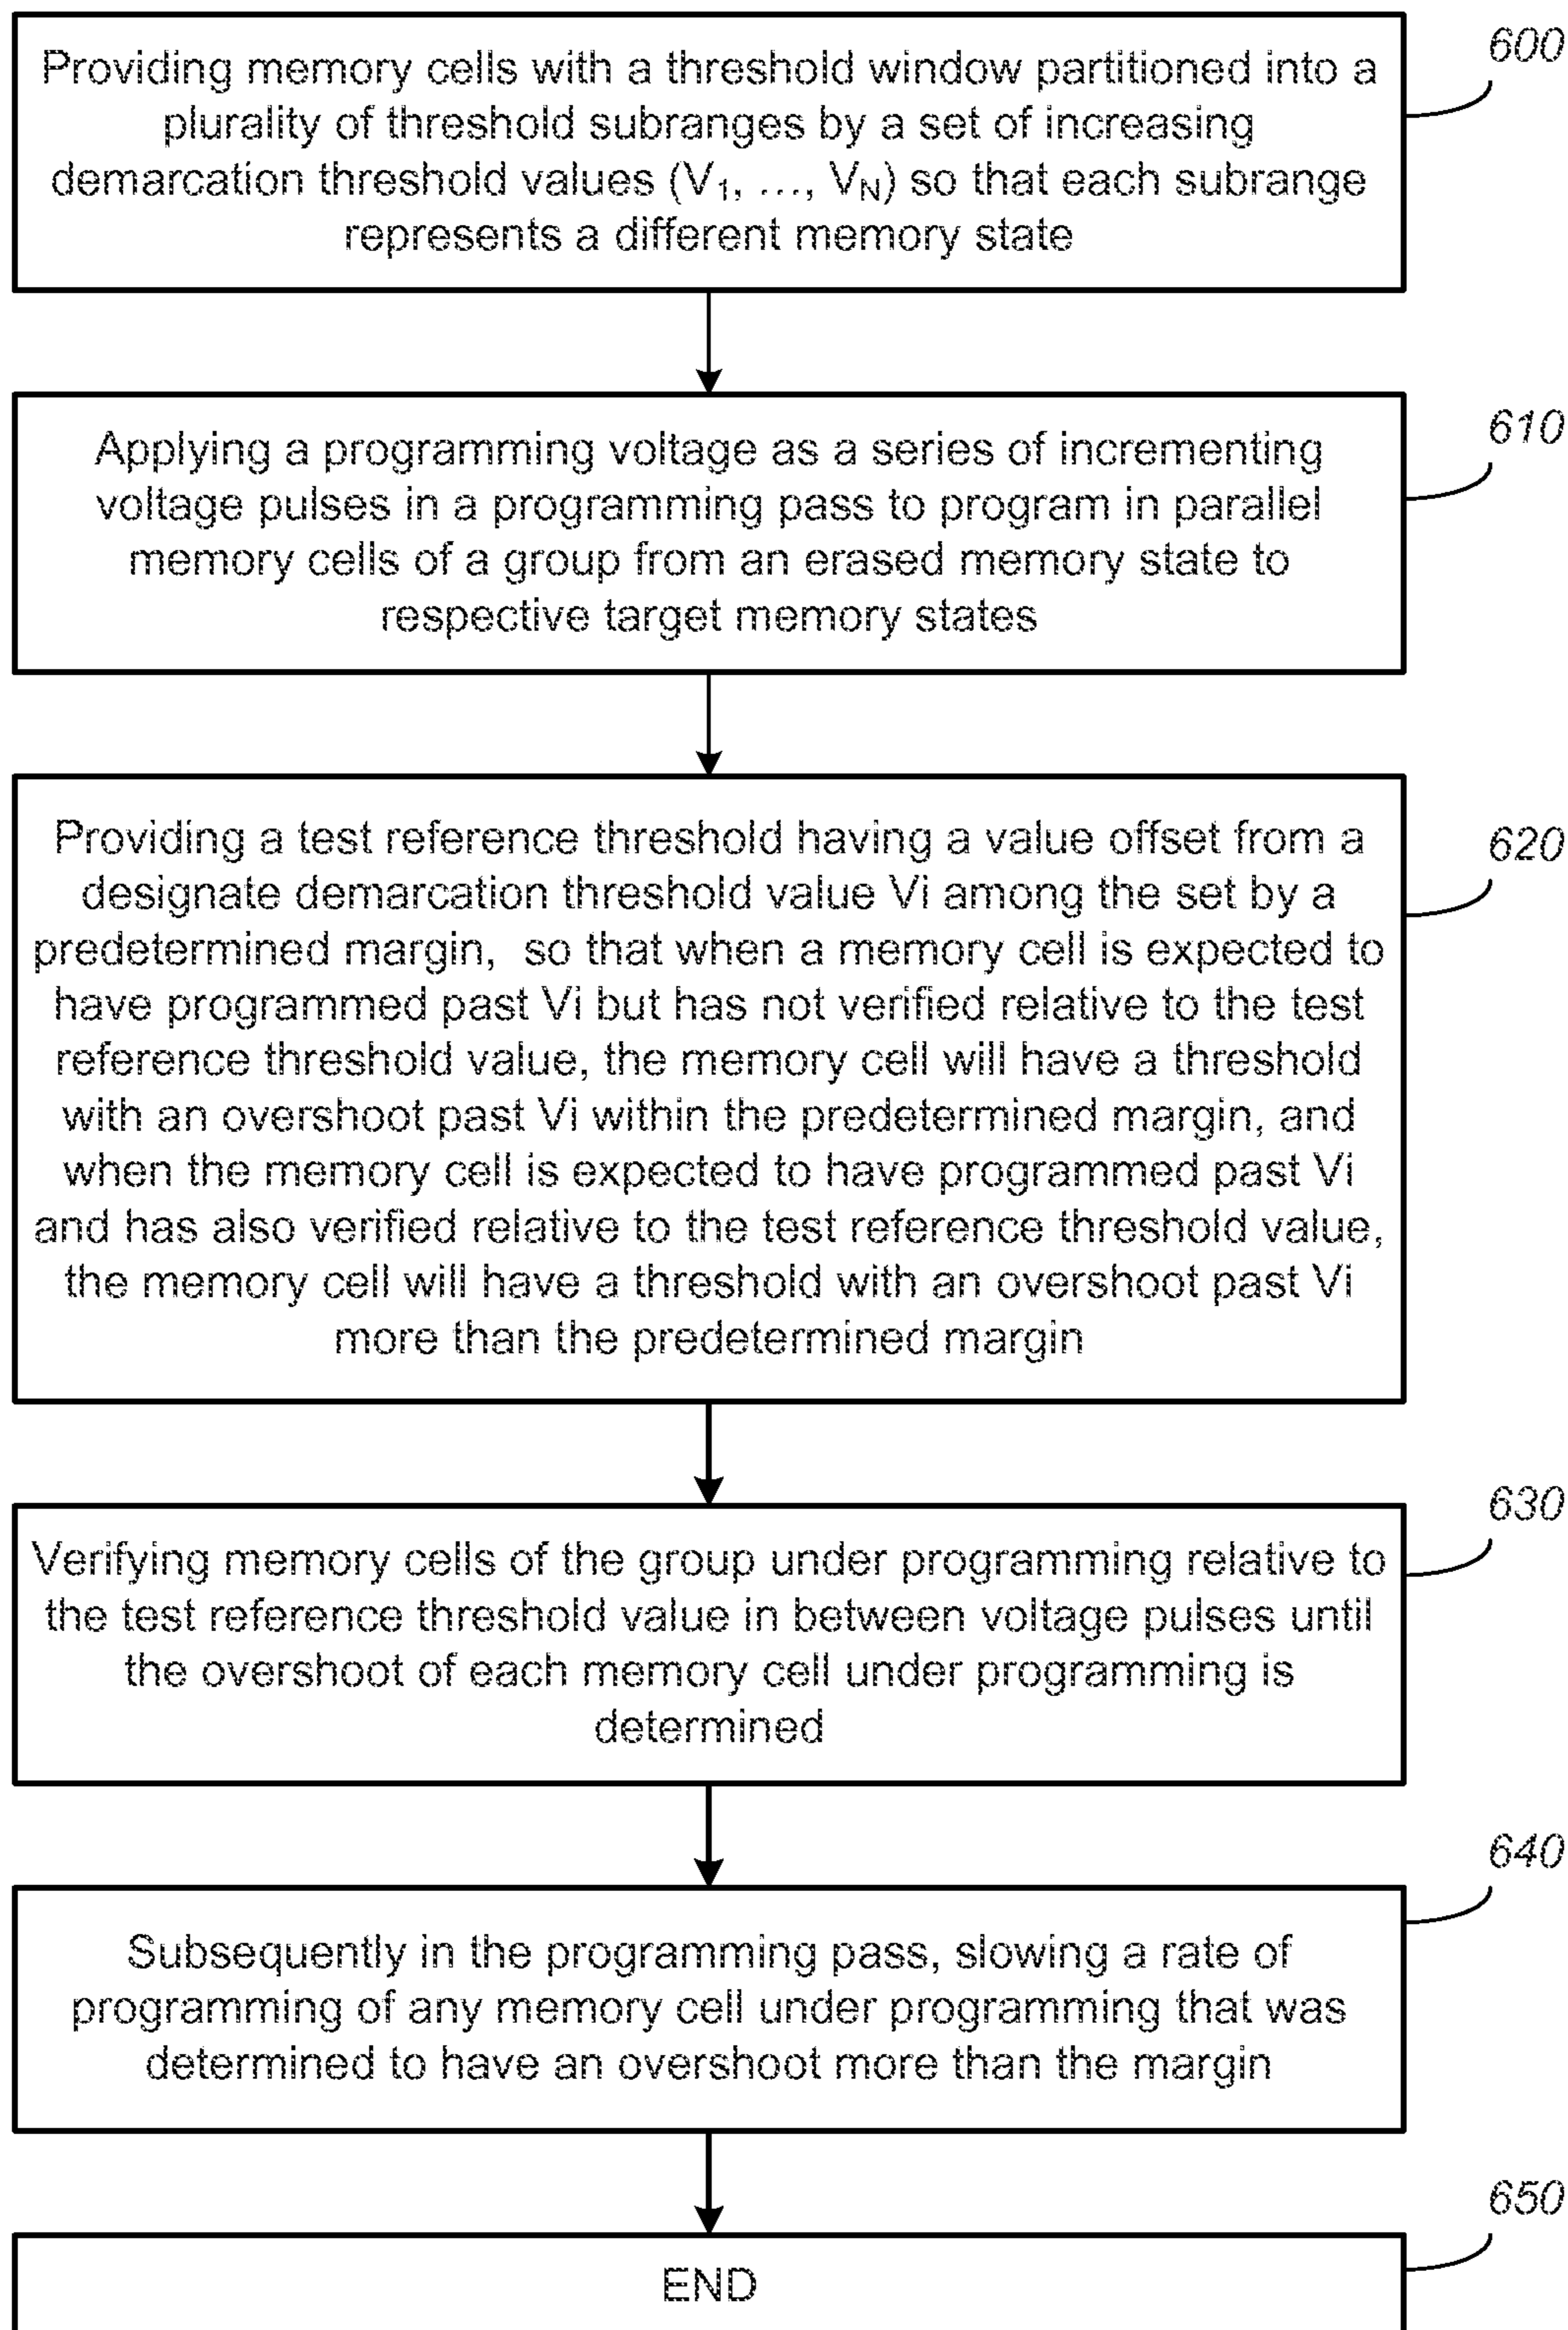 600
Providing memory cells with a threshold window partitioned into a
plurality of threshold subranges by a set of increasing
demarcation threshold values (V₁, ..., V_N) so that each subrange
represents a different memory state
610
Applying a programming voltage as a series of incrementing
voltage pulses in a programming pass to program in parallel
memory cells of a group from an erased memory state to
respective target memory states
620
Providing a test reference threshold having a value offset from a
designate demarcation threshold value Vi among the set by a
predetermined margin, so that when a memory cell is expected to
have programmed past Vi but has not verified relative to the test
reference threshold value, the memory cell will have a threshold
with an overshoot past Vi within the predetermined margin, and
when the memory cell is expected to have programmed past Vi
and has also verified relative to the test reference threshold value,
the memory cell will have a threshold with an overshoot past Vi
more than the predetermined margin
630
Verifying memory cells of the group under programming relative to
the test reference threshold value in between voltage pulses until
the overshoot of each memory cell under programming is
determined
640
Subsequently in the programming pass, slowing a rate of
programming of any memory cell under programming that was
determined to have an overshoot more than the margin
650
END